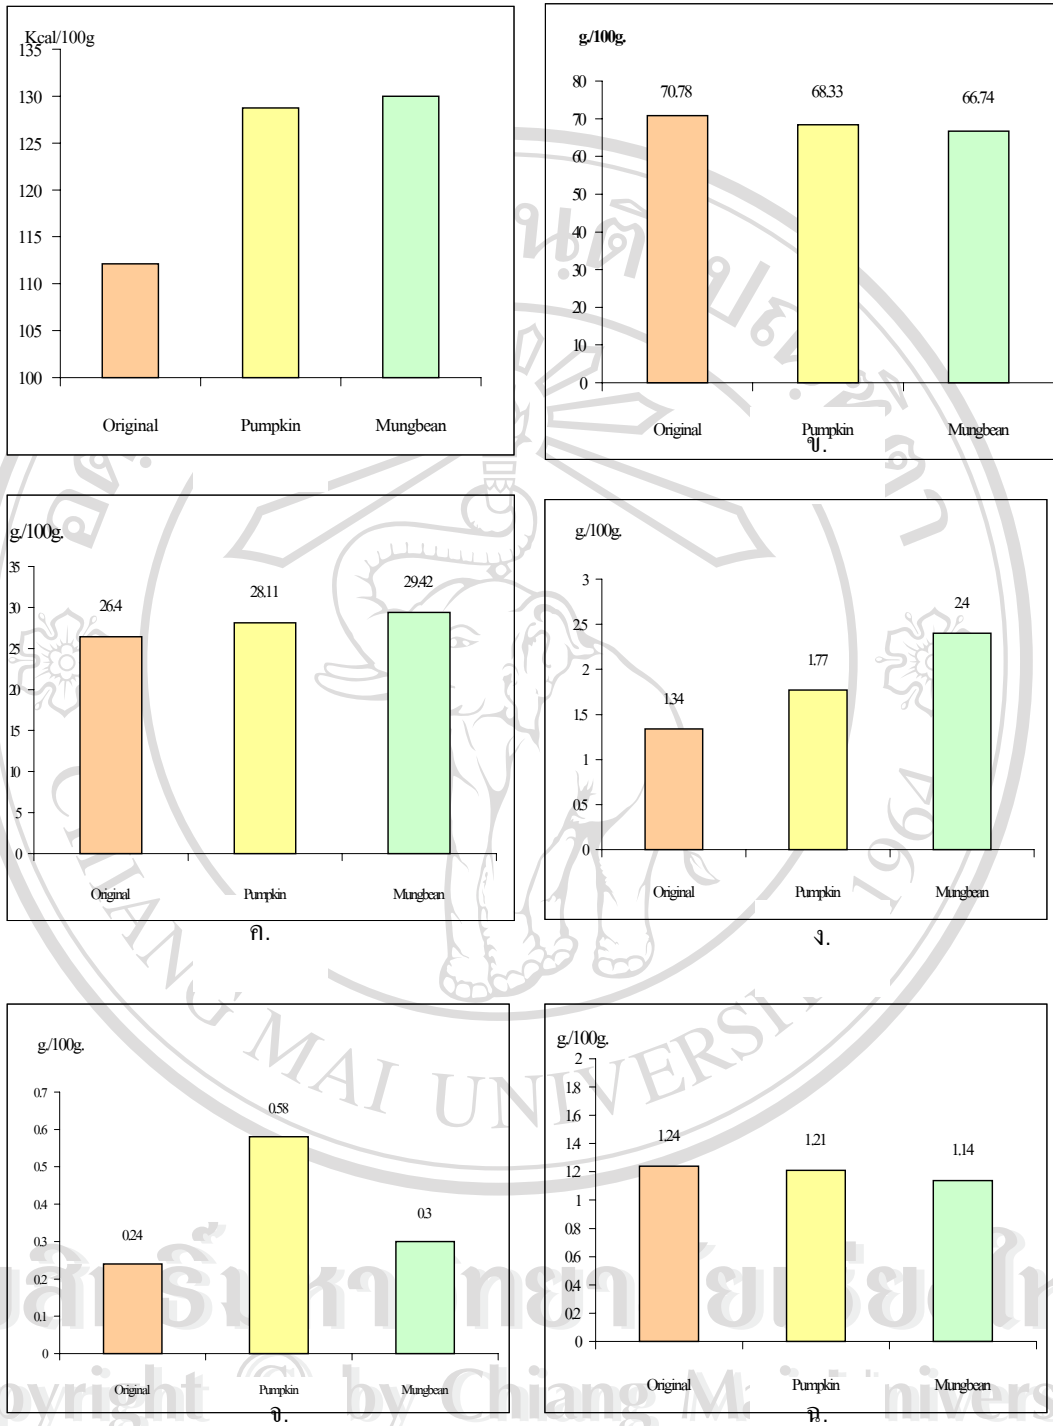 Kcal/100g
135
130
125
120
115
110
105
100
Original Pumpkin Mungbean
g./100g.
80
70
60
50
40
30
20
10
0
70.78 68.33 66.74
Original Pumpkin Mungbean
ข.
g./100g.
35
30
25
20
15
10
5
0
26.4 28.11 29.42
Original Pumpkin Mungbean
ค.
g./100g.
3
2.5
2
1.5
1
0.5
0
1.34 1.77 2.4
Original Pumpkin Mungbean
ง.
g./100g.
0.7
0.6
0.5
0.4
0.3
0.2
0.1
0
0.24 0.58 0.3
Original Pumpkin Mungbean
จ.
g./100g.
2
1.8
1.6
1.4
1.2
1
0.8
0.6
0.4
0.2
0
1.24 1.21 1.14
Original Pumpkin Mungbean
ฉ.
CHIANG MAI UNIVERSI 1964
by Chiang